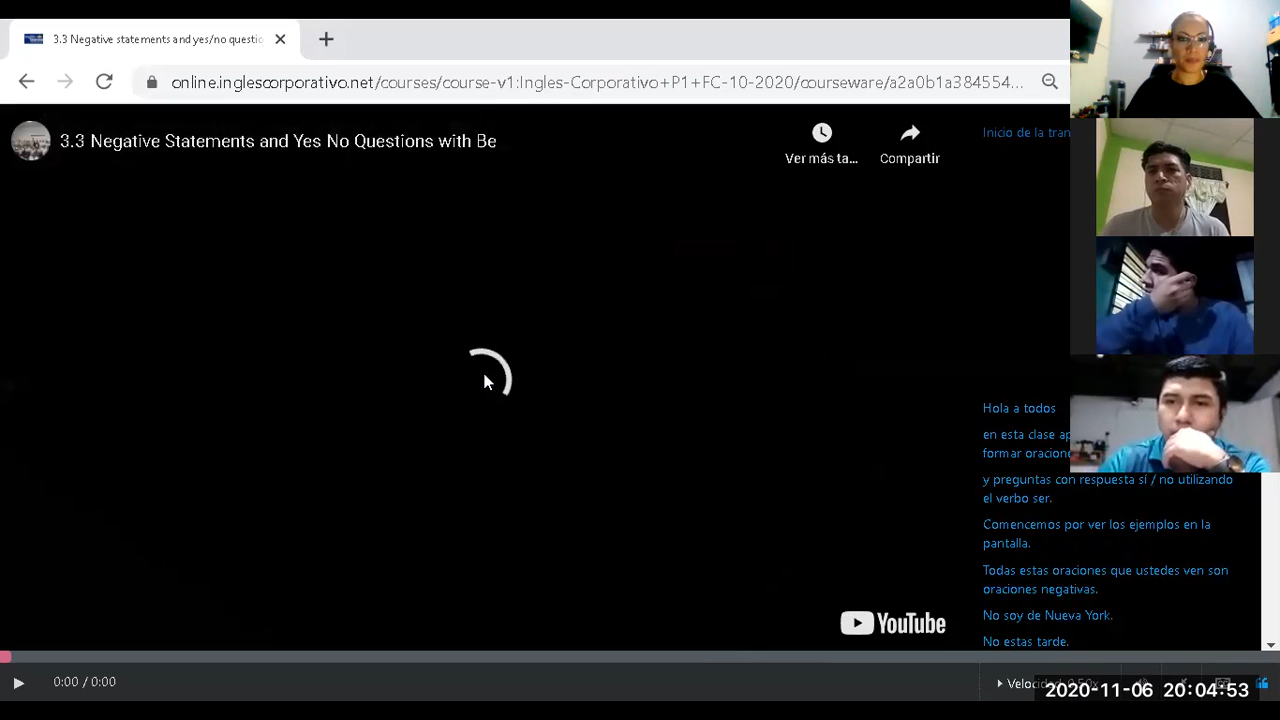 3.3 Negative statements and yes/no questio
online.inglescorporativo.net/courses/course-v1:Ingles-Corporativo+P1+FC-10-2020/courseware/a2a0b1a384554...
3.3 Negative Statements and Yes No Questions with Be
Ver más ta...
Compartir
Inicio de la tran
Hola a todos
en esta clase ap
formar oracione
y preguntas con respuesta sí / no utilizando
el verbo ser.
Comencemos por ver los ejemplos en la
pantalla.
Todas estas oraciones que ustedes ven son
oraciones negativas.
No soy de Nueva York.
No estas tarde.
YouTube
0:00 / 0:00
Velocidad 0.50x
2020-11-06 20:04:53